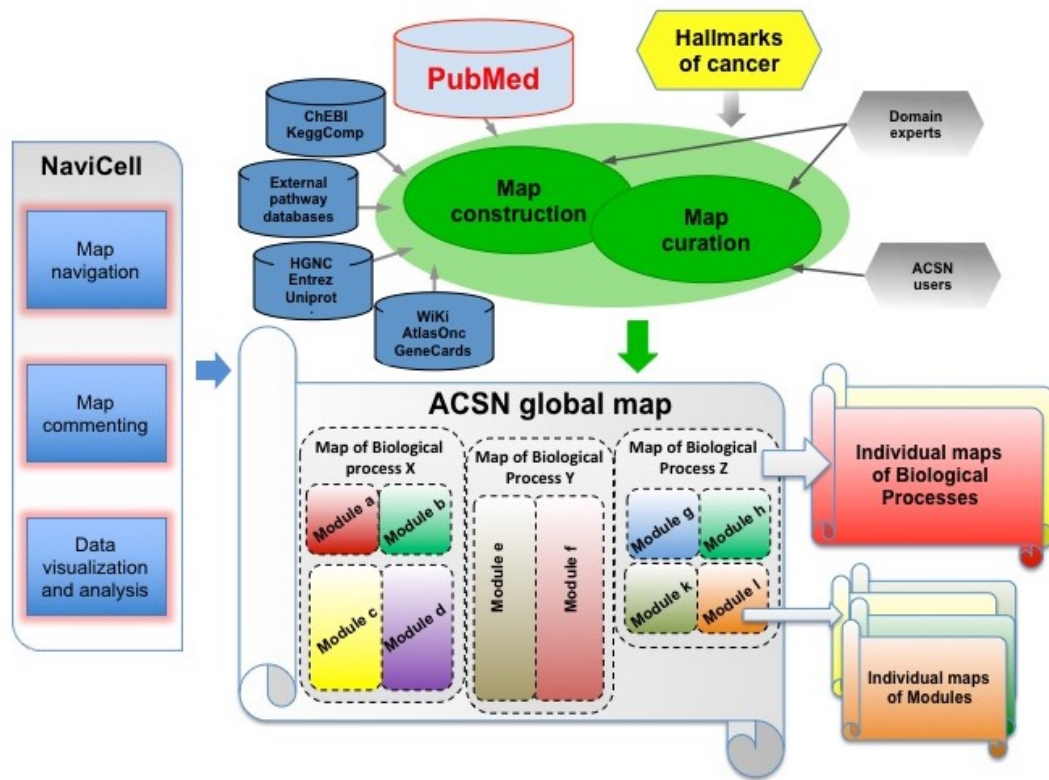 PubMed
Hallmarks
of cancer
ChEBI
KeggComp
Domain
experts
NaviCell
External
pathway
databases
Map
construction
Map
curation
Map
navigation
HGNC
Entrez
Uniprot
.
ACSN
users
WiKi
AtlasOnc
GeneCards
Map
commenting
ACSN global map
Map of Biological
process X
Map of Biological
Process Y
Map of Biological
Process Z
Individual maps
of Biological
Processes
Module a
Module b
Module c
Module d
Module e
Module f
Module g
Module h
Module k
Module l
Data
visualization
and analysis
Individual maps
of Modules